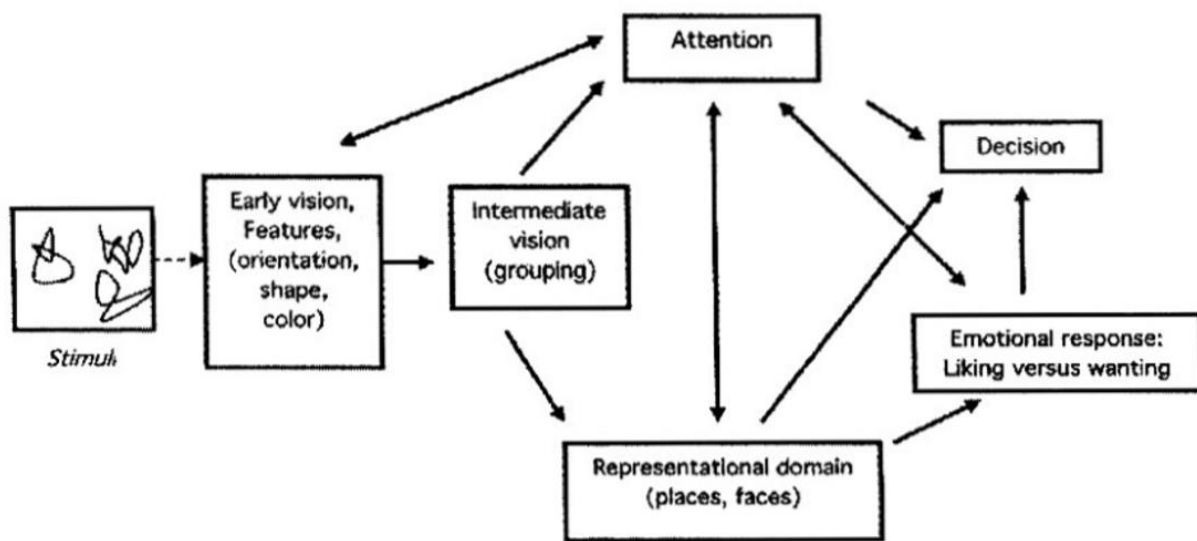 Attention
Decision
Early vision,
Features,
(orientation,
shape,
color)
Intermediate
vision
(grouping)
Stimuli
Emotional response:
Liking versus wanting
Representational domain
(places, faces)